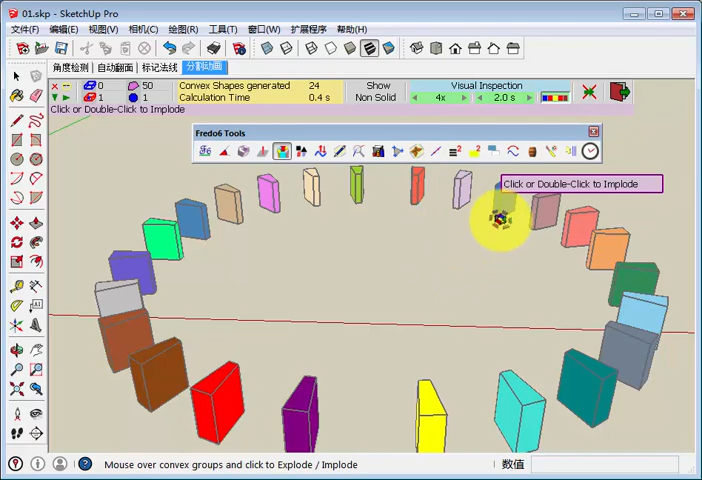 01.skp - SketchUp Pro
文件(F) 编辑(E) 视图(V) 相机(C) 绘图(R) 工具(T) 窗口(W) 扩展程序 帮助(H)
角度检测 自动翻面 标记法线 分割动画
0 50 Convex Shapes generated 24 Show Visual Inspection
1 1 Calculation Time 0.4 s Non Solid 4x 2.0 s
Click or Double-Click to Implode
Fredo6 Tools
Click or Double-Click to Implode
Mouse over convex groups and click to Explode / Implode 数值